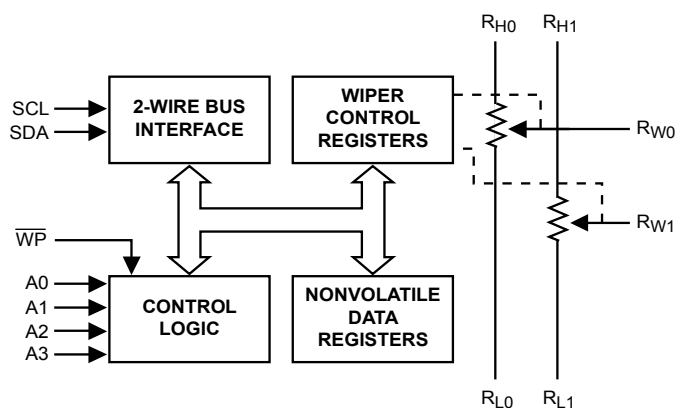 R_H0
R_H1
SCL
SDA
2-WIRE BUS
INTERFACE
WIPER
CONTROL
REGISTERS
R_W0
R_W1
W̅P̅
A0
A1
A2
A3
CONTROL
LOGIC
NONVOLATILE
DATA
REGISTERS
R_L0
R_L1